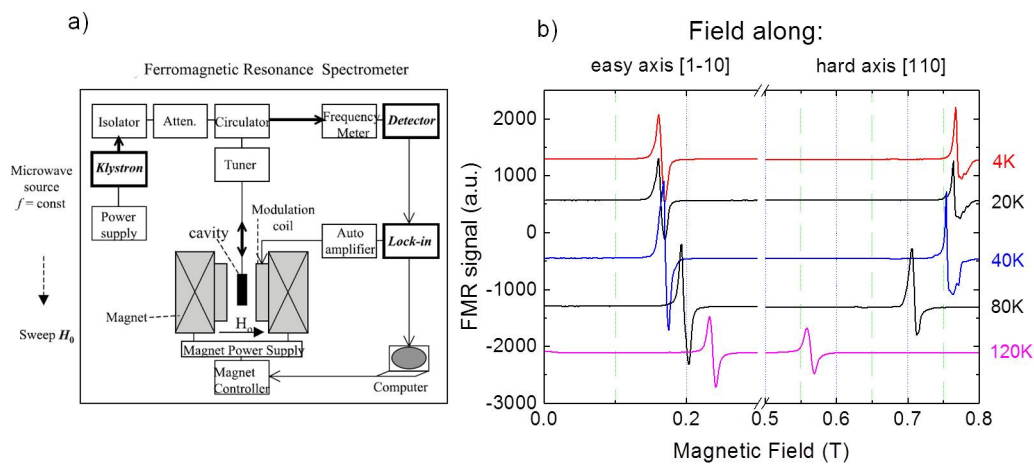 a)
Ferromagnetic Resonance Spectrometer
Isolator
Atten.
Circulator
Frequency
Meter
Detector
Klystron
Tuner
Microwave
source
f = const
Power
supply
Modulation
coil
cavity
Auto
amplifier
Lock-in
Magnet
H₀
Sweep H₀
Magnet Power Supply
Magnet
Controller
Computer
b)
Field along:
easy axis [1-10]
hard axis [110]
FMR signal (a.u.)
2000
1000
0
-1000
-2000
-3000
4K
20K
40K
80K
120K
0.0
0.2
0.5
0.6
0.7
0.8
Magnetic Field (T)